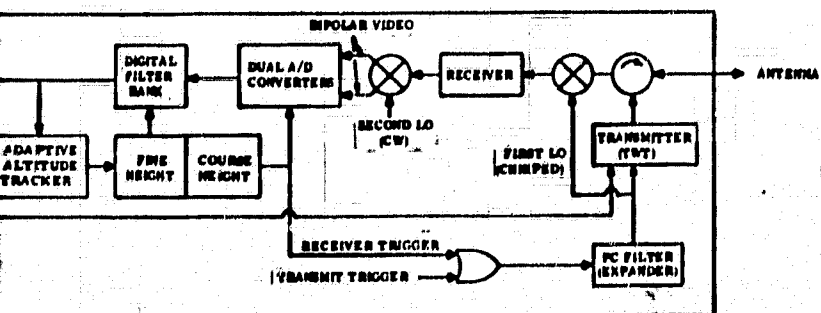 BIPOLAR VIDEO
DIGITAL
FILTER
BANK
DUAL A/D
CONVERTERS
RECEIVER
ANTENNA
SECOND LO
(CW)
FIRST LO
(CHIRPED)
TRANSMITTER
(TWT)
ADAPTIVE
ALTITUDE
TRACKER
FINE
HEIGHT
COURSE
HEIGHT
RECEIVER TRIGGER
TRANSMIT TRIGGER
PC FILTER
(EXPANDER)